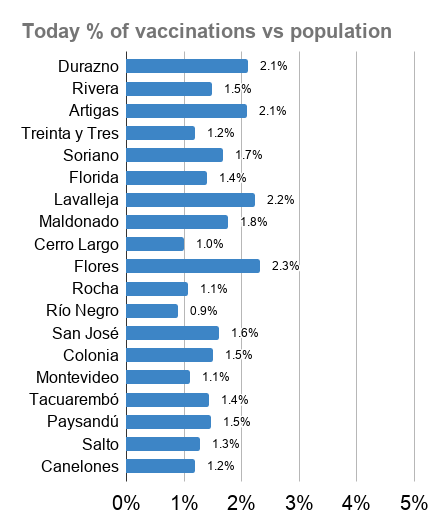 Today % of vaccinations vs population
Durazno 2.1%
Rivera 1.5%
Artigas 2.1%
Treinta y Tres 1.2%
Soriano 1.7%
Florida 1.4%
Lavalleja 2.2%
Maldonado 1.8%
Cerro Largo 1.0%
Flores 2.3%
Rocha 1.1%
Río Negro 0.9%
San José 1.6%
Colonia 1.5%
Montevideo 1.1%
Tacuarembó 1.4%
Paysandú 1.5%
Salto 1.3%
Canelones 1.2%
0% 1% 2% 3% 4% 5%